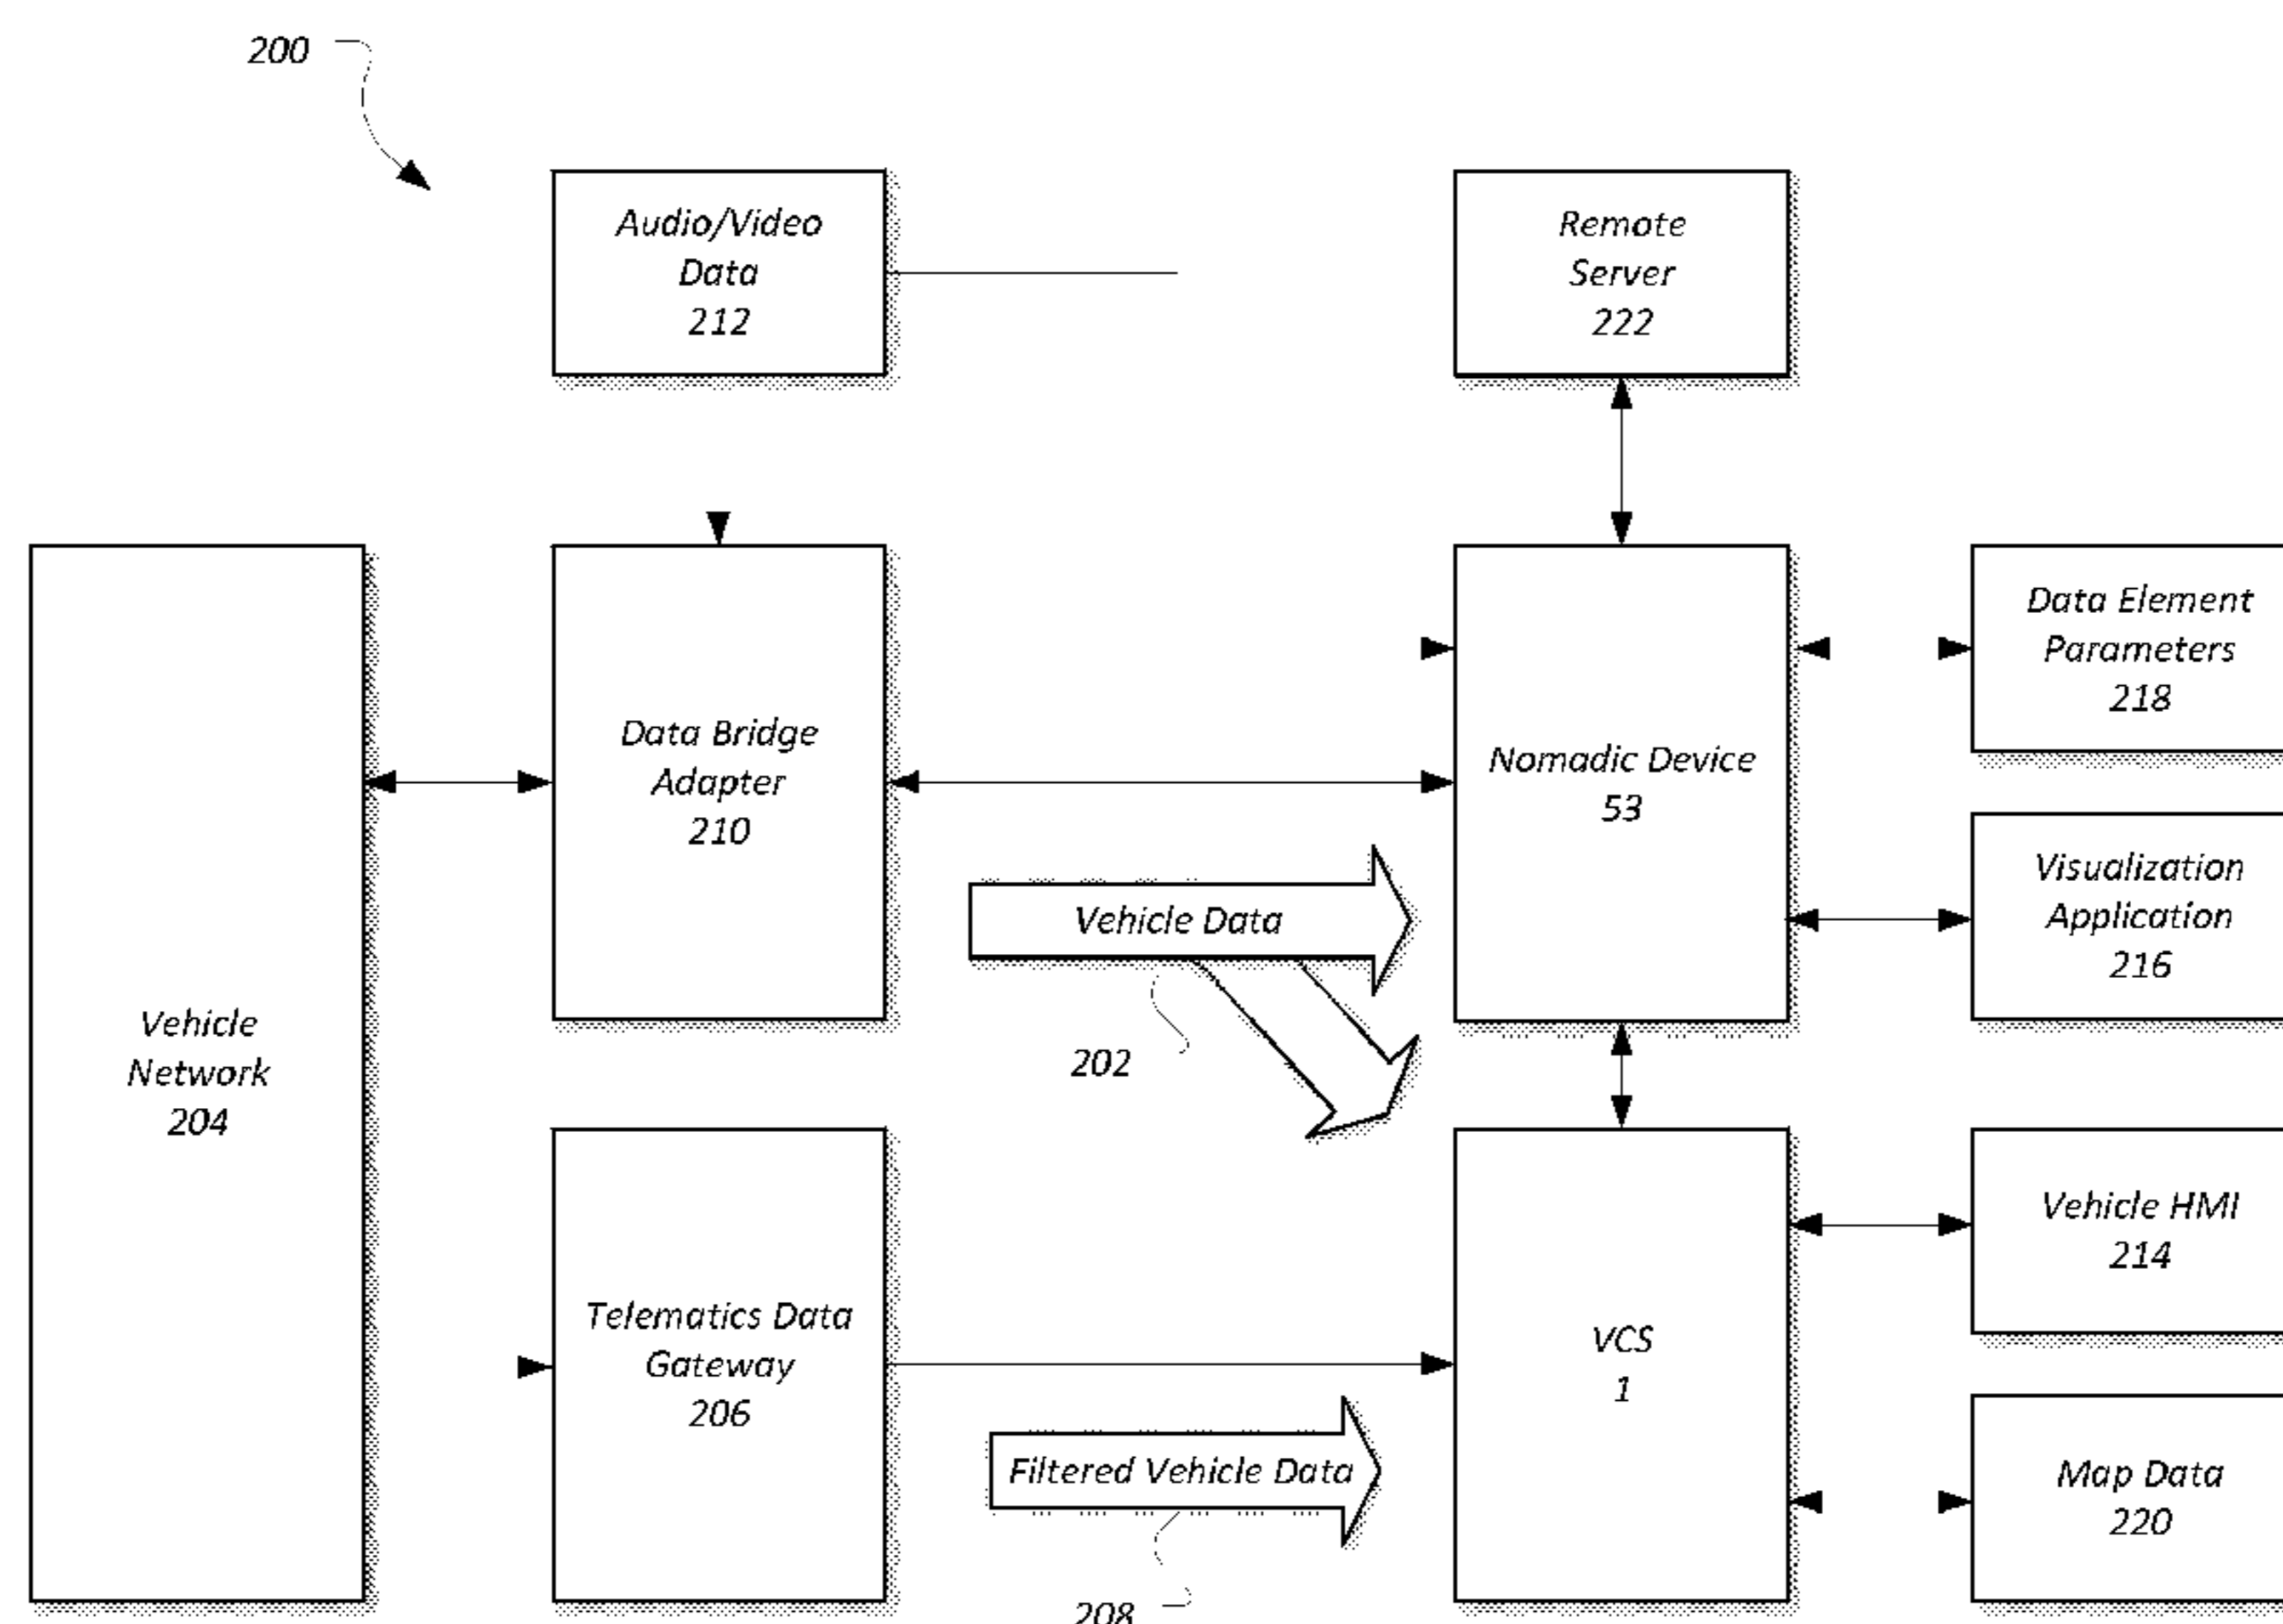 200
Audio/Video
Data
212
Remote
Server
222
Data Element
Parameters
218
Data Bridge
Adapter
210
Nomadic Device
53
Visualization
Application
216
Vehicle Data
202
Vehicle
Network
204
Vehicle HMI
214
Telematics Data
Gateway
206
VCS
1
Filtered Vehicle Data
208
Map Data
220